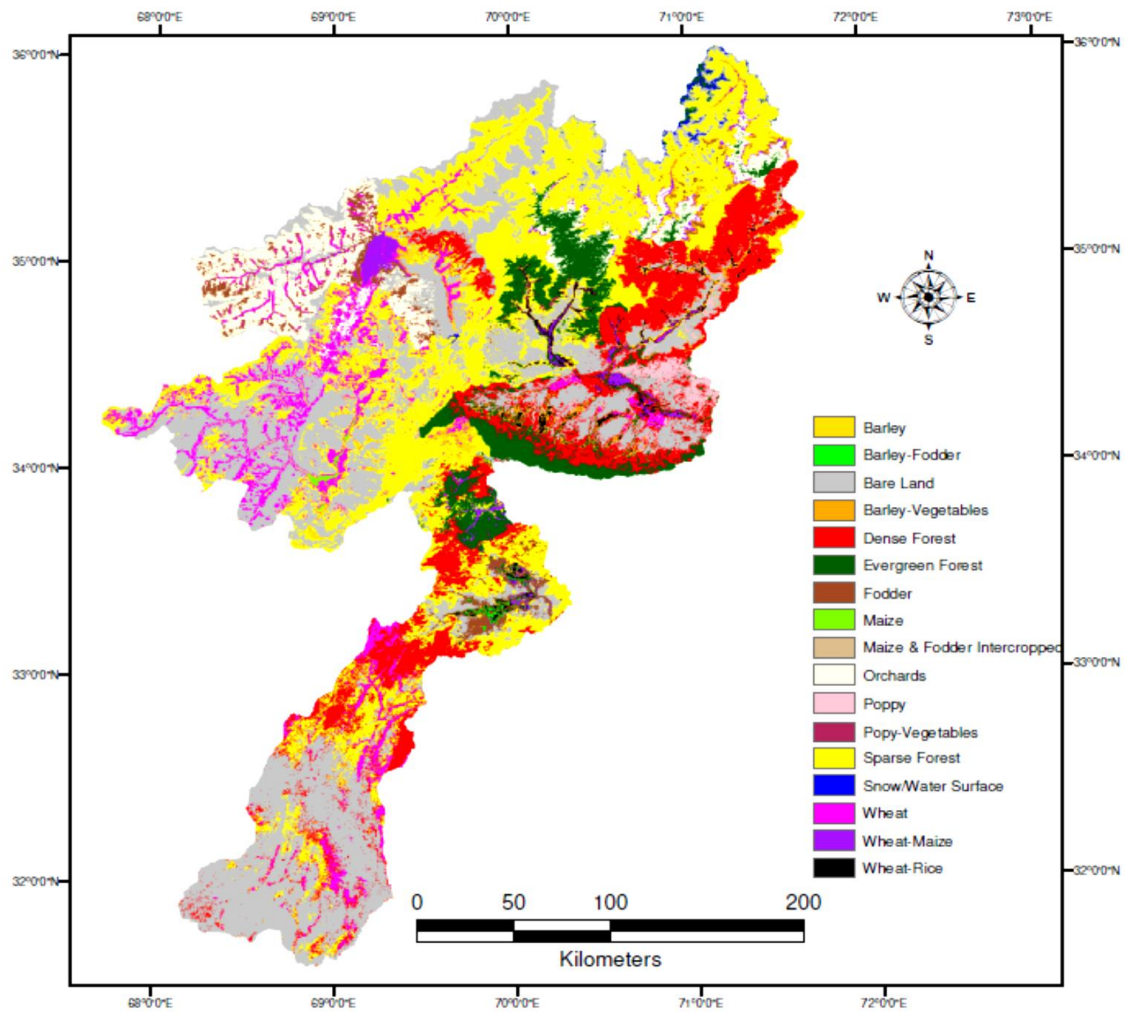 68°0'0"E 69°0'0"E 70°0'0"E 71°0'0"E 72°0'0"E 73°0'0"E
36°0'0"N 36°0'0"N
35°0'0"N 35°0'0"N
N
W E
S
34°0'0"N 34°0'0"N
33°0'0"N 33°0'0"N
32°0'0"N 32°0'0"N
Barley
Barley-Fodder
Bare Land
Barley-Vegetables
Dense Forest
Evergreen Forest
Fodder
Maize
Maize & Fodder Intercropped
Orchards
Poppy
Popy-Vegetables
Sparse Forest
Snow/Water Surface
Wheat
Wheat-Maize
Wheat-Rice
0 50 100 200
Kilometers
68°0'0"E 69°0'0"E 70°0'0"E 71°0'0"E 72°0'0"E